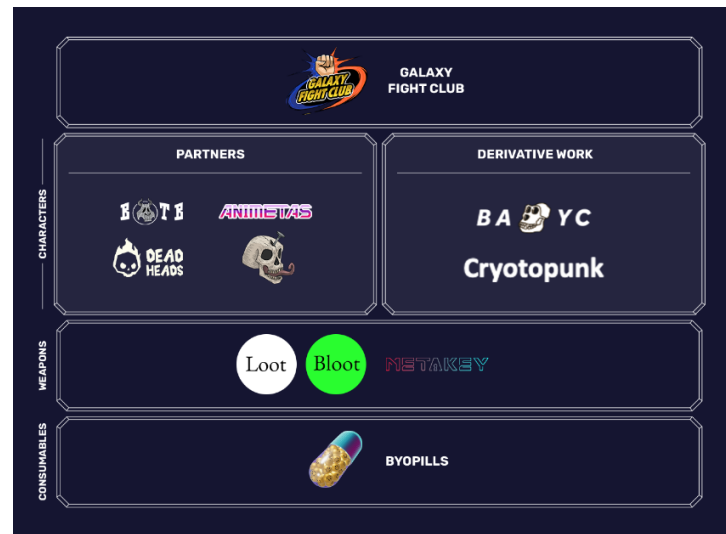 GALAXY FIGHT CLUB
GALAXY
FIGHT CLUB
CHARACTERS
PARTNERS
DERIVATIVE WORK
E TE
ANIMETAS
DEAD HEADS
BA YC
Cryotopunk
WEAPONS
Loot
Bloot
METAKEY
CONSUMABLES
BYOPILLS